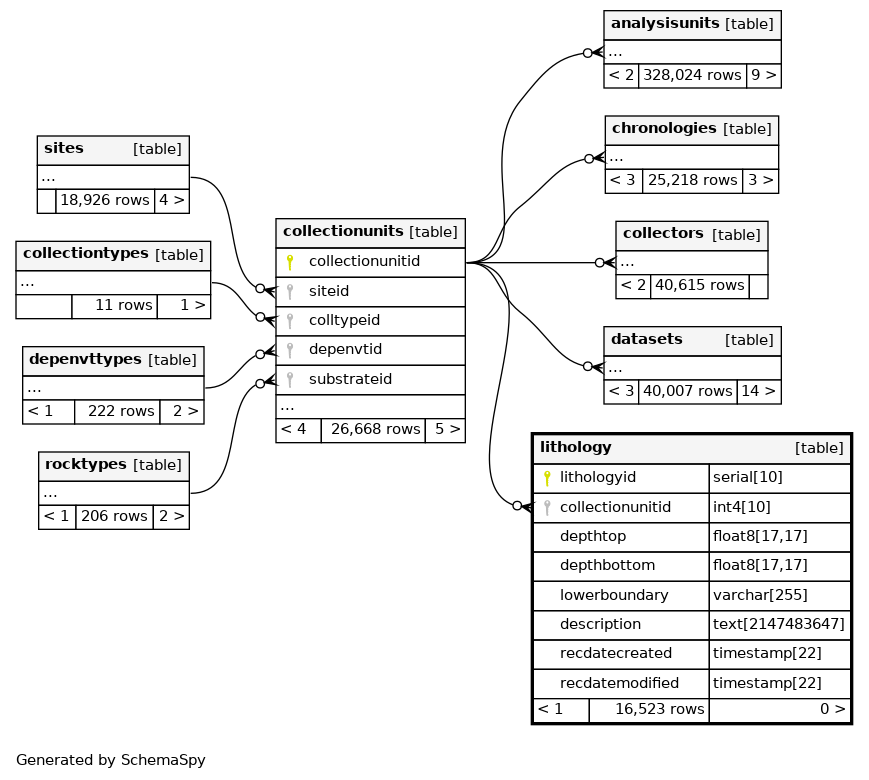 analysisunits [table]
...
< 2 328,024 rows 9 >
chronologies [table]
...
< 3 25,218 rows 3 >
sites [table]
...
18,926 rows 4 >
collectionunits [table]
collectionunitid
siteid
colltypeid
depenvtid
substrateid
...
< 4 26,668 rows 5 >
collectors [table]
...
< 2 40,615 rows
collectiontypes [table]
...
11 rows 1 >
datasets [table]
...
< 3 40,007 rows 14 >
depenvttypes [table]
...
< 1 222 rows 2 >
rocktypes [table]
...
< 1 206 rows 2 >
lithology [table]
lithologyid serial[10]
collectionunitid int4[10]
depthtop float8[17,17]
depthbottom float8[17,17]
lowerboundary varchar[255]
description text[2147483647]
recdatecreated timestamp[22]
recdatemodified timestamp[22]
< 1 16,523 rows 0 >
Generated by SchemaSpy